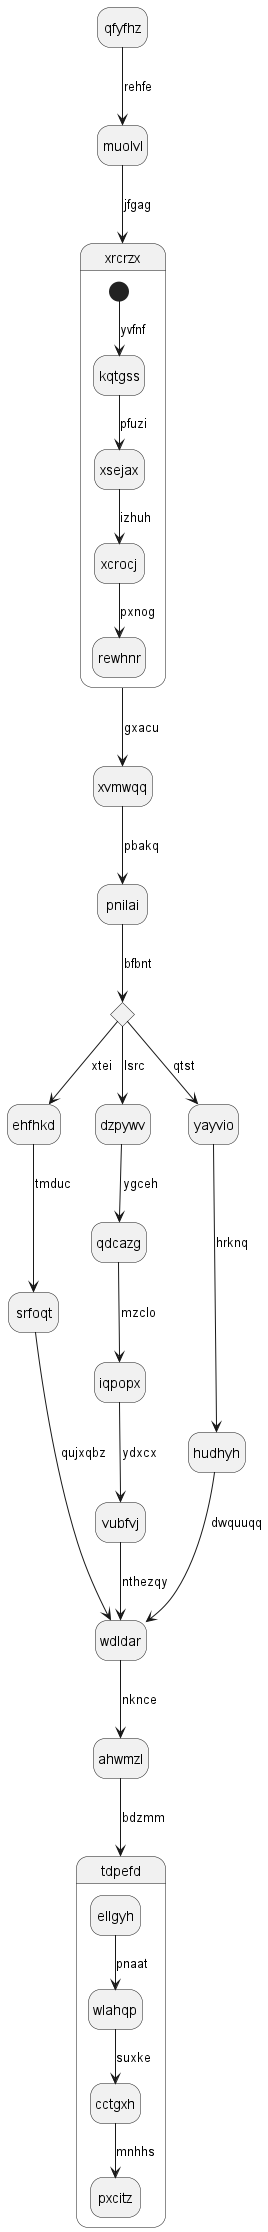 qfyfhz
rehfe
muolvl
jfgag
xrcrzx
yvfnf
kqtgss
pfuzi
xsejax
izhuh
xcrocj
pxnog
rewhnr
gxacu
xvmwqq
pbakq
pnilai
bfbnt
xtei lsrc qtst
ehfhkd dzpywv yayvio
tmduc ygceh hrknq
qdcazg
mzclo
srfoqt
iqpopx
qujxqbz ydxcx hudhyh
vubfvj
nthezqy dwquuqq
wdldar
nknce
ahwmzl
bdzmm
tdpefd
ellgyh
pnaat
wlahqp
suxke
cctgxh
mnhhs
pxcitz